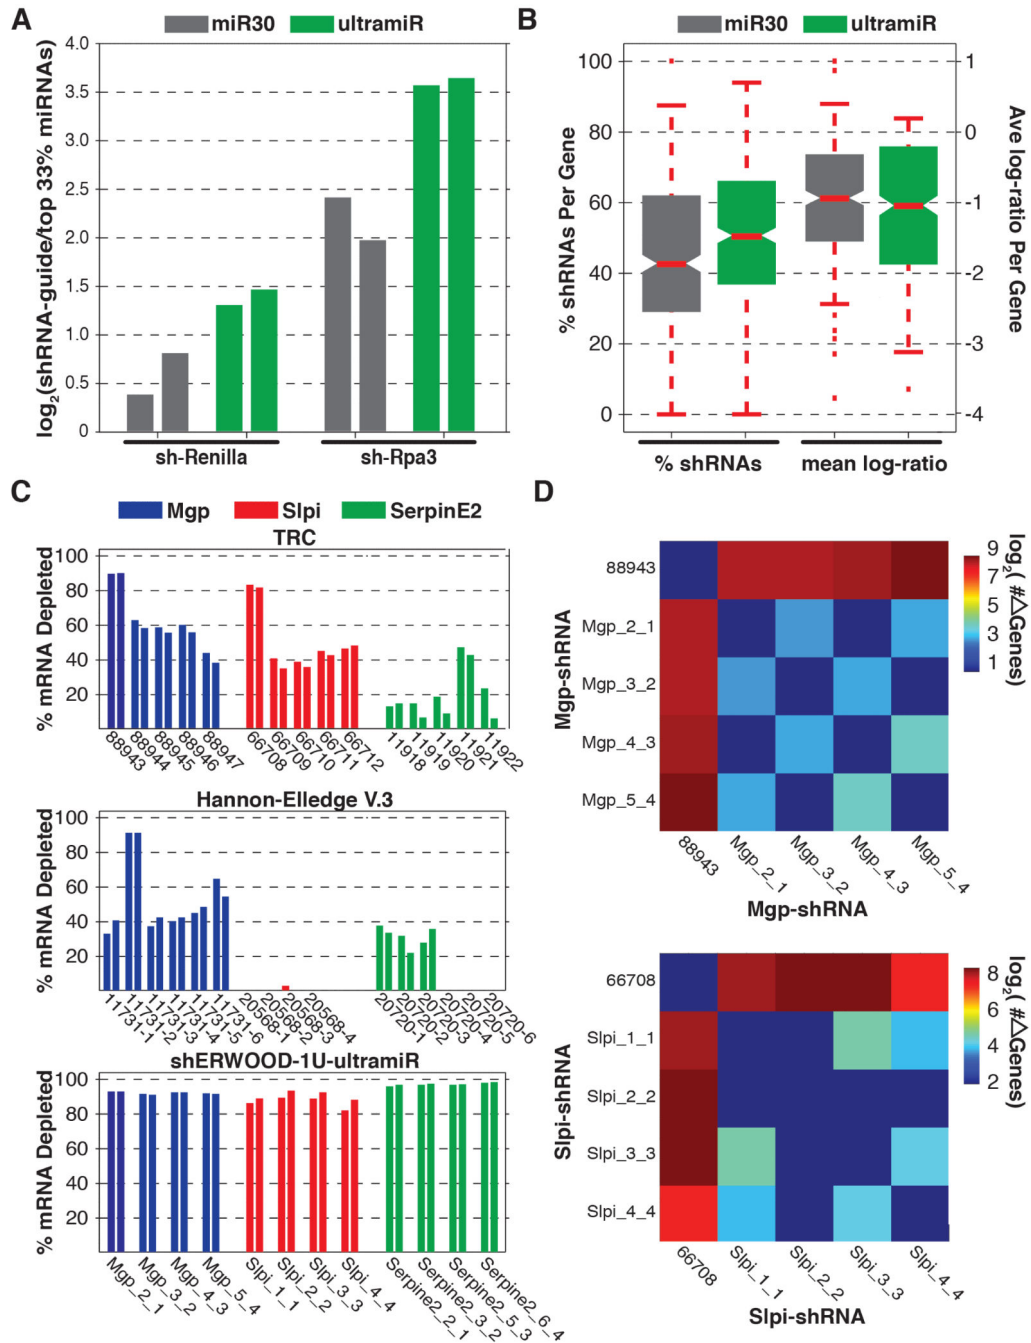 A
miR30 ultramiR
log2(shRNA-guide/top 33% miRNAs)
4.0
3.5
3.0
2.5
2.0
1.5
1.0
0.5
0
sh-Renilla sh-Rpa3
B
miR30 ultramiR
% shRNAs Per Gene
100
80
60
40
20
0
1
0
-1
-2
-3
-4
Ave log-ratio Per Gene
% shRNAs mean log-ratio
C
Mgp Slpi SerpinE2
TRC
% mRNA Depleted
100
80
60
40
20
88943 88944 88945 88946 88947 66708 66709 66710 66711 66712 11918 11919 11920 11921 11922
Hannon-Elledge V.3
% mRNA Depleted
100
80
60
40
20
11731-1 11731-2 11731-3 11731-4 11731-5 11731-6 20568-1 20568-2 20568-3 20568-4 20720-1 20720-2 20720-3 20720-4 20720-5 20720-6
shERWOOD-1U-ultramiR
% mRNA Depleted
100
80
60
40
20
Mgp_2_1 Mgp_3_2 Mgp_4_3 Mgp_5_4 Slpi_1_1 Slpi_2_2 Slpi_3_3 Slpi_4_4 Serpine2_2_1 Serpine2_3_2 Serpine2_5_3 Serpine2_6_4
D
Mgp-shRNA
88943
Mgp_2_1
Mgp_3_2
Mgp_4_3
Mgp_5_4
88943 Mgp_2_1 Mgp_3_2 Mgp_4_3 Mgp_5_4
Mgp-shRNA
9
7
5
3
1
log2( #△Genes)
Slpi-shRNA
66708
Slpi_1_1
Slpi_2_2
Slpi_3_3
Slpi_4_4
66708 Slpi_1_1 Slpi_2_2 Slpi_3_3 Slpi_4_4
Slpi-shRNA
8
6
4
2
log2( #△Genes)